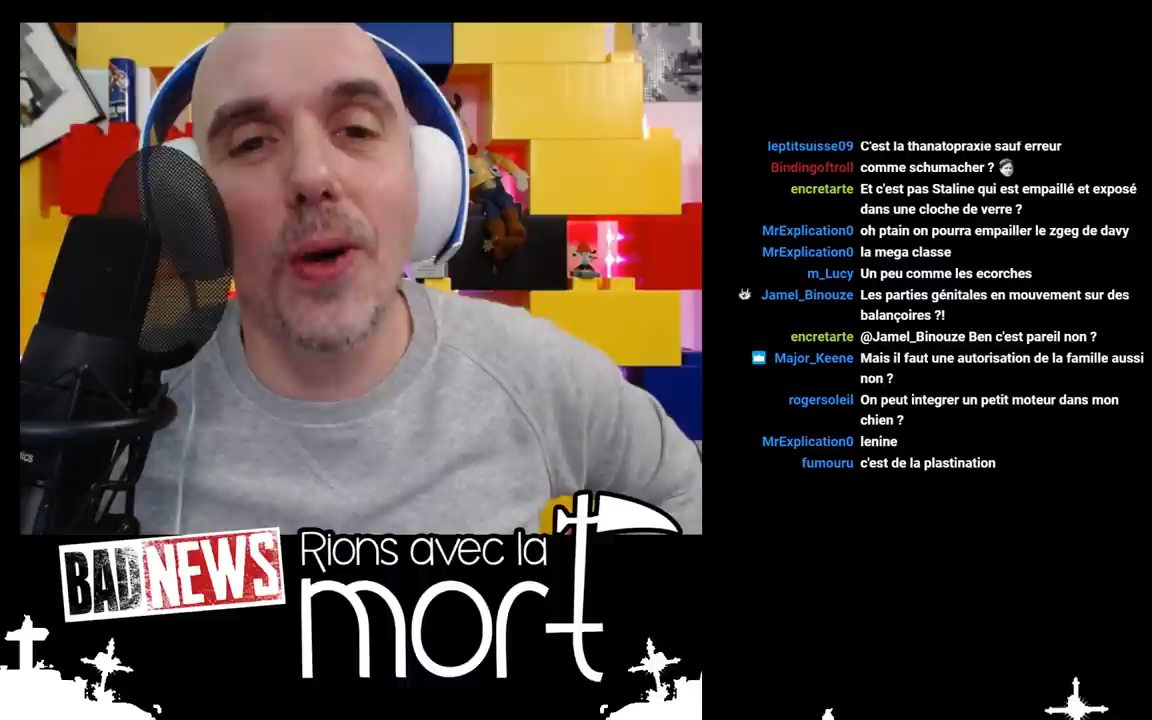 leptitsuisse09 C'est la thanatopraxie sauf erreur
Bindingoftroll comme schumacher ?
encretarte Et c'est pas Staline qui est empaillé et exposé
dans une cloche de verre ?
MrExplication0 oh ptain on pourra empailler le zgeg de davy
MrExplication0 la mega classe
m_Lucy Un peu comme les ecorches
Jamel_Binouze Les parties génitales en mouvement sur des
balançoires ?!
encretarte @Jamel_Binouze Ben c'est pareil non ?
Major_Keene Mais il faut une autorisation de la famille aussi
non ?
rogersoleil On peut integrer un petit moteur dans mon
chien ?
MrExplication0 lenine
fumouru c'est de la plastination
BAD NEWS
Rions avec la
mort